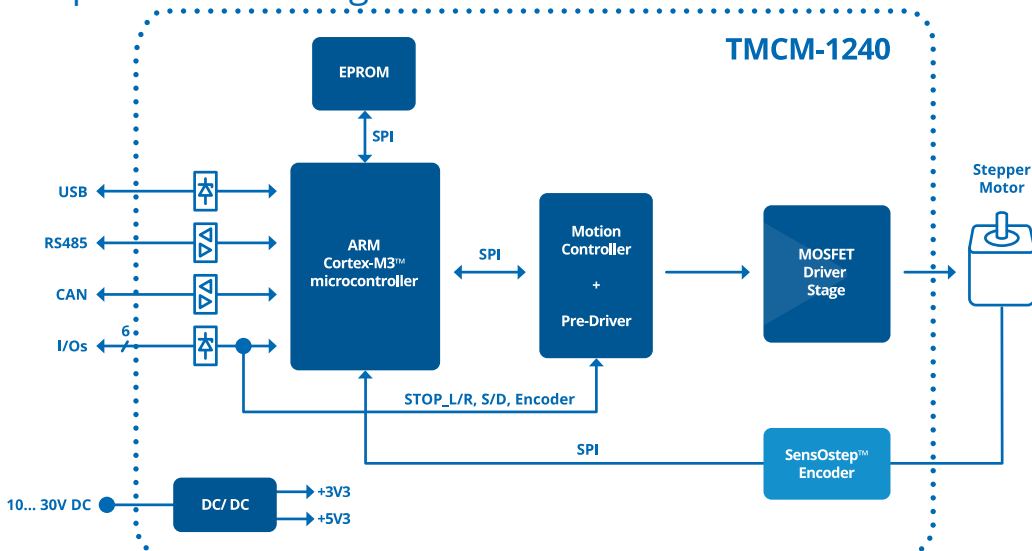 TMCM-1240
EPROM
SPI
USB
RS485
CAN
6
I/Os
ARM
Cortex-M3™
microcontroller
SPI
Motion
Controller
+
Pre-Driver
MOSFET
Driver
Stage
Stepper
Motor
STOP_L/R, S/D, Encoder
SPI
SensOstep™
Encoder
10... 30V DC
DC/ DC
+3V3
+5V3